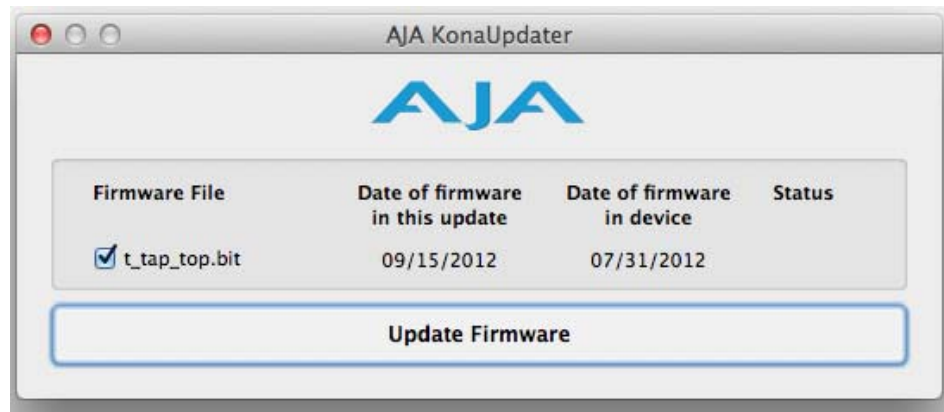 AJA KonaUpdater
AJA
Firmware File
Date of firmware
in this update
Date of firmware
in device
Status
t_tap_top.bit
09/15/2012
07/31/2012
Update Firmware